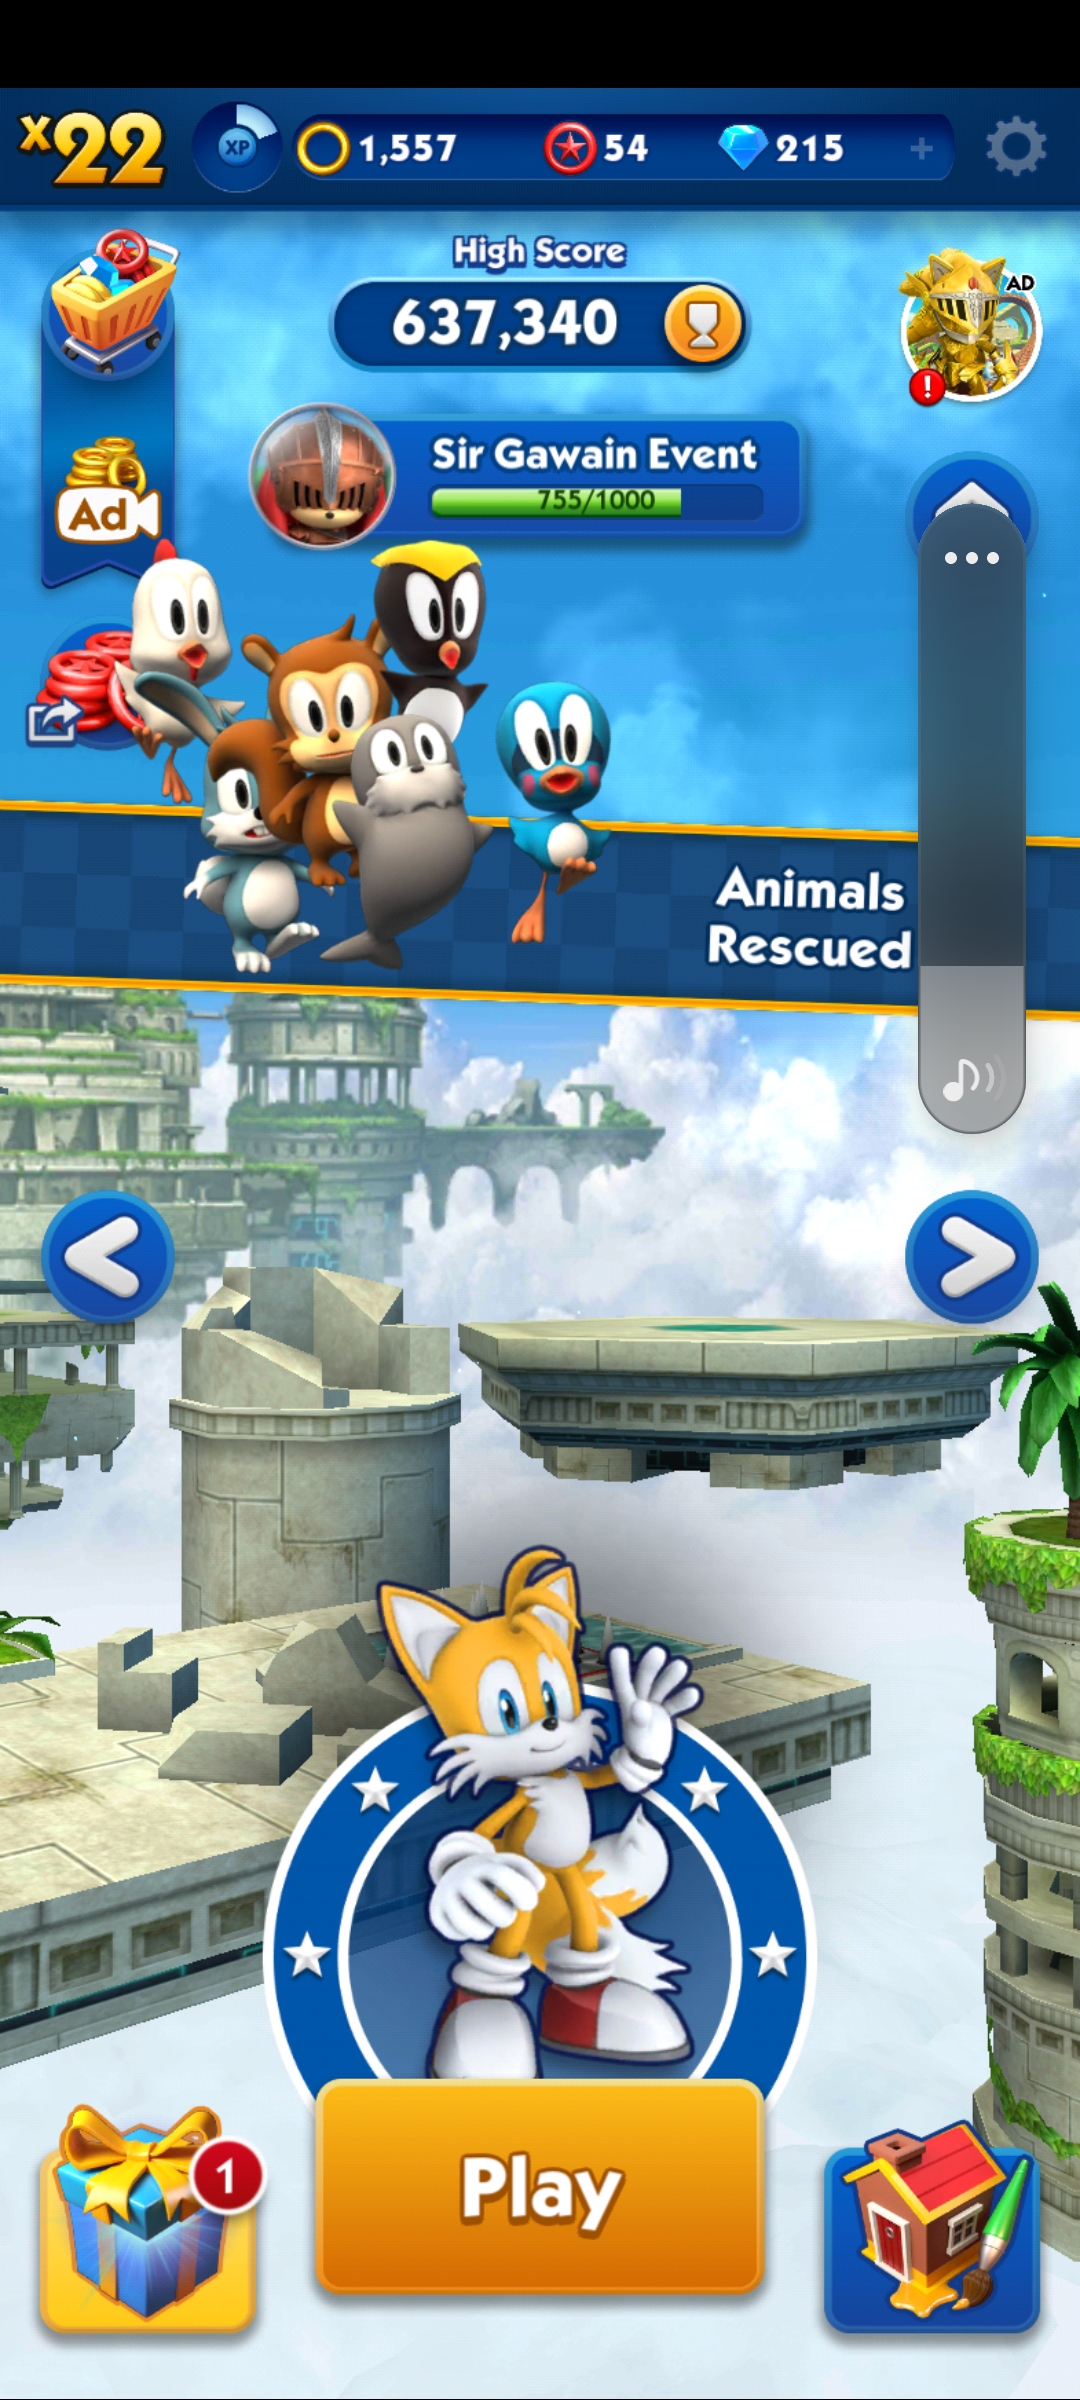 x22
XP
1,557
54
215
+
High Score
637,340
AD
!
Sir Gawain Event
755/1000
Ad
Animals
Rescued
1
Play